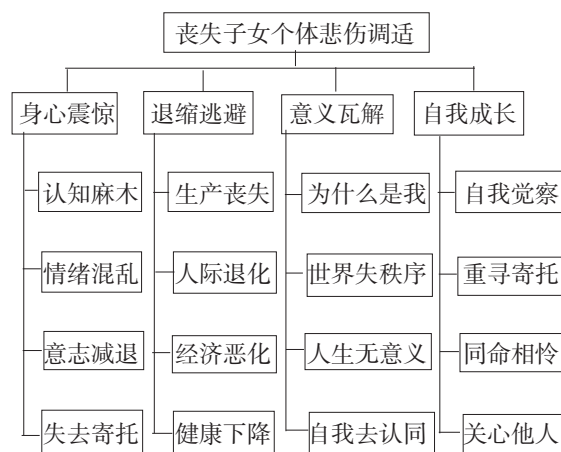 丧失子女个体悲伤调适
身心震惊
退缩逃避
意义瓦解
自我成长
认知麻木
生产丧失
为什么是我
自我觉察
情绪混乱
人际退化
世界失秩序
重寻寄托
意志减退
经济恶化
人生无意义
同命相怜
失去寄托
健康下降
自我去认同
关心他人